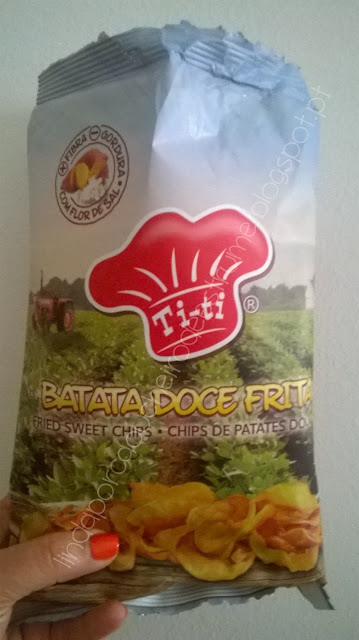 + FIBRA - GORDURA
COM FLOR DE SAL
Ti-ti ®
BATATA DOCE FRITA
FRIED SWEET CHIPS • CHIPS DE PATATES DO